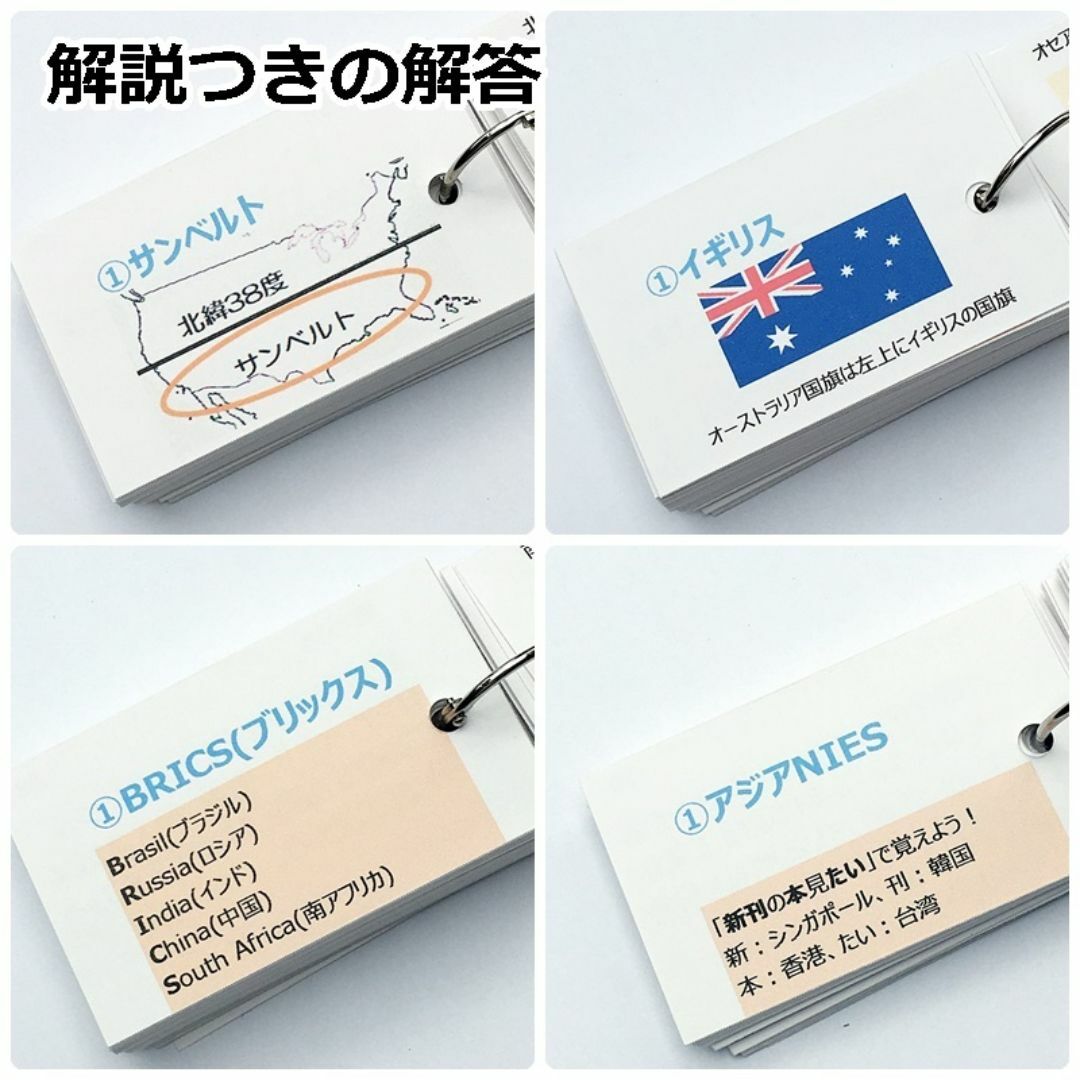 解説つきの解答
①サンベルト
北緯38度
サンベルト
①イギリス
オーストラリア国旗は左上にイギリスの国旗
①BRICS(ブリックス)
Brasil(ブラジル)
Russia(ロシア)
India(インド)
China(中国)
South Africa(南アフリカ)
①アジアNIES
「新刊の本見たい」で覚えよう！
新：シンガポール、刊：韓国
本：香港、たい：台湾